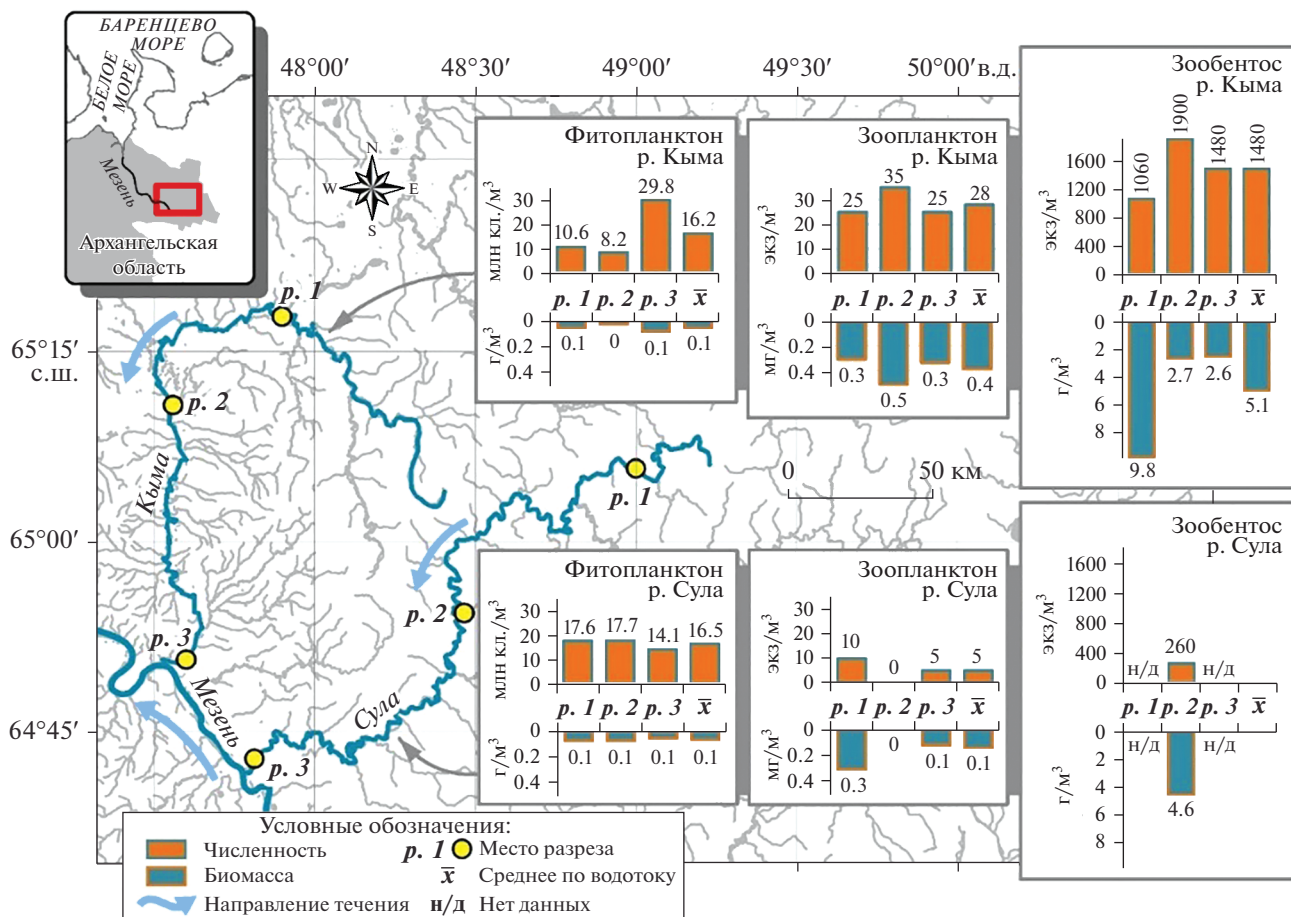 БАРЕНЦЕВО
МОРЕ
БЕЛОЕ
МОРЕ
Мезень
Архангельская
область
48°00′
48°30′
49°00′
49°30′
50°00′ в.д.
65°15′
с.ш.
65°00′
64°45′
N
W
E
S
р. 1
р. 2
Кыма
р. 3
Мезень
р. 1
р. 2
Сула
р. 3
0 50 км
Фитопланктон
р. Кыма
млн кл./м³
30
20
10
0
10.6 8.2 29.8 16.2
р. 1 р. 2 р. 3 x̅
г/м³
0
0.2
0.4
0.1 0 0.1 0.1
Зоопланктон
р. Кыма
экз/м³
30
20
10
0
25 35 25 28
р. 1 р. 2 р. 3 x̅
мг/м³
0
0.2
0.4
0.3 0.5 0.3 0.4
Зообентос
р. Кыма
экз/м³
1600
1200
800
400
0
1060 1900 1480 1480
р. 1 р. 2 р. 3 x̅
г/м³
0
2
4
6
8
9.8 2.7 2.6 5.1
Фитопланктон
р. Сула
млн кл./м³
30
20
10
0
17.6 17.7 14.1 16.5
р. 1 р. 2 р. 3 x̅
г/м³
0
0.2
0.4
0.1 0.1 0.1 0.1
Зоопланктон
р. Сула
экз/м³
30
20
10
0
10 0 5 5
р. 1 р. 2 р. 3 x̅
мг/м³
0
0.2
0.4
0.3 0 0.1 0.1
Зообентос
р. Сула
экз/м³
1600
1200
800
400
0
н/д 260 н/д
р. 1 р. 2 р. 3 x̅
г/м³
0
2
4
6
8
н/д 4.6 н/д
Условные обозначения:
Численность
Биомасса
Направление течения
р. 1 Место разреза
x̅ Среднее по водотоку
н/д Нет данных